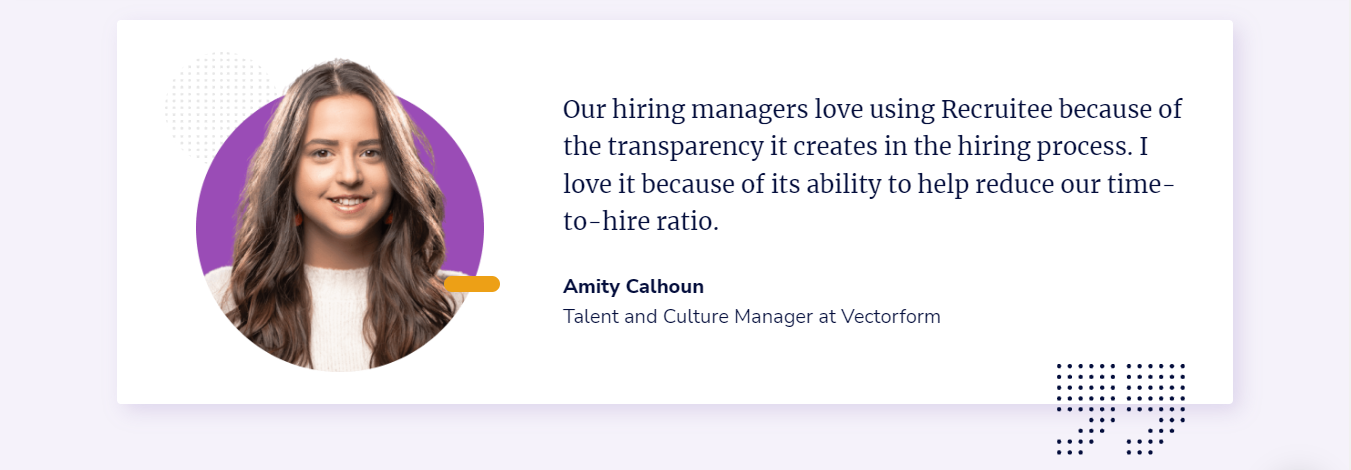 Our hiring managers love using Recruitee because of
the transparency it creates in the hiring process. I
love it because of its ability to help reduce our time-
to-hire ratio.
Amity Calhoun
Talent and Culture Manager at Vectorform